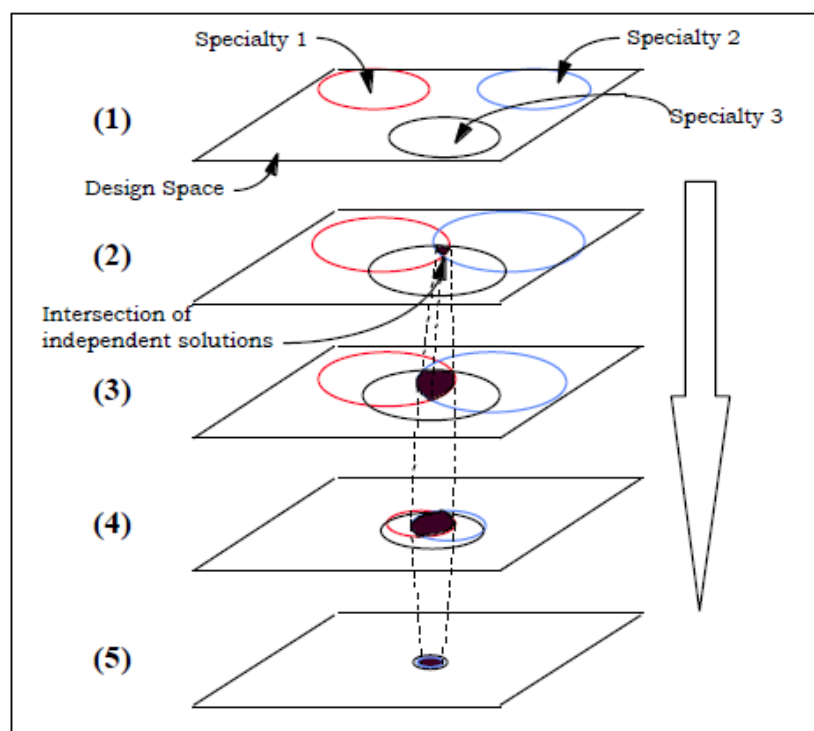 Specialty 1
Specialty 2
(1)
Specialty 3
Design Space
(2)
Intersection of
independent solutions
(3)
(4)
(5)